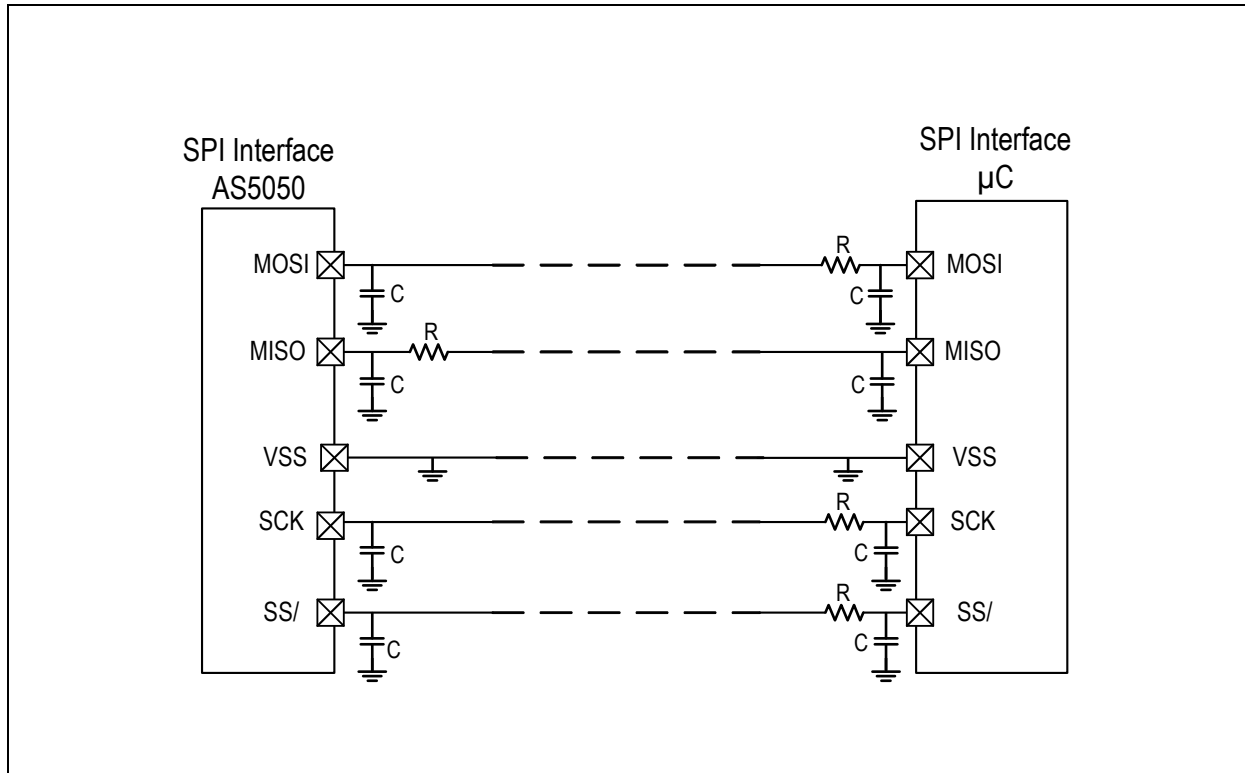 SPI Interface
AS5050
SPI Interface
µC
MOSI
C
R
C
MOSI
MISO
C
R
C
MISO
VSS
VSS
SCK
C
R
C
SCK
SS/
C
R
C
SS/